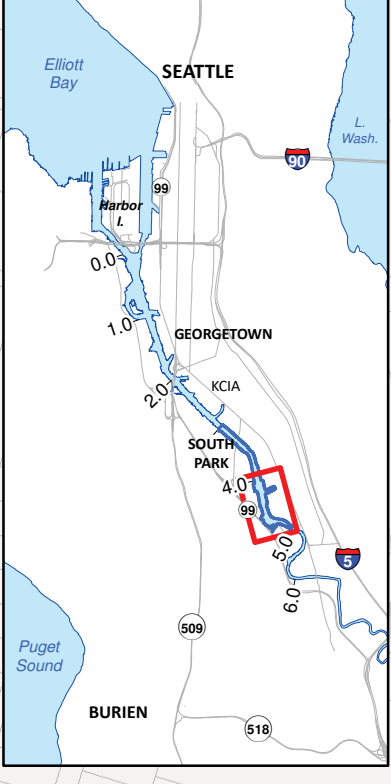 Elliott
Bay
SEATTLE
L.
Wash.
90
99
Harbor
I.
0.0
1.0
GEORGETOWN
2.0
KCIA
SOUTH
PARK
4.0
99
5.0
5
6.0
509
Puget
Sound
BURIEN
518